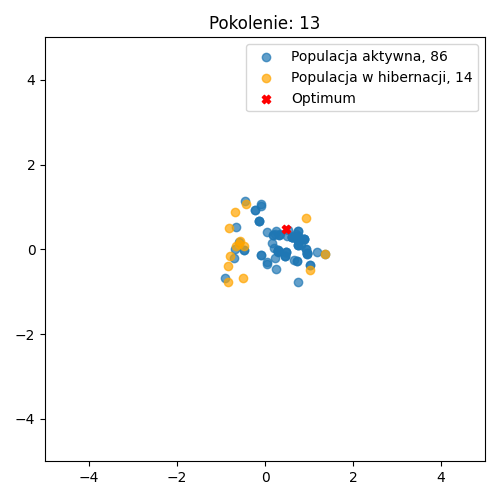 Pokolenie: 13
Populacja aktywna, 86
Populacja w hibernacji, 14
Optimum
4
2
0
−2
−4
−4 −2 0 2 4